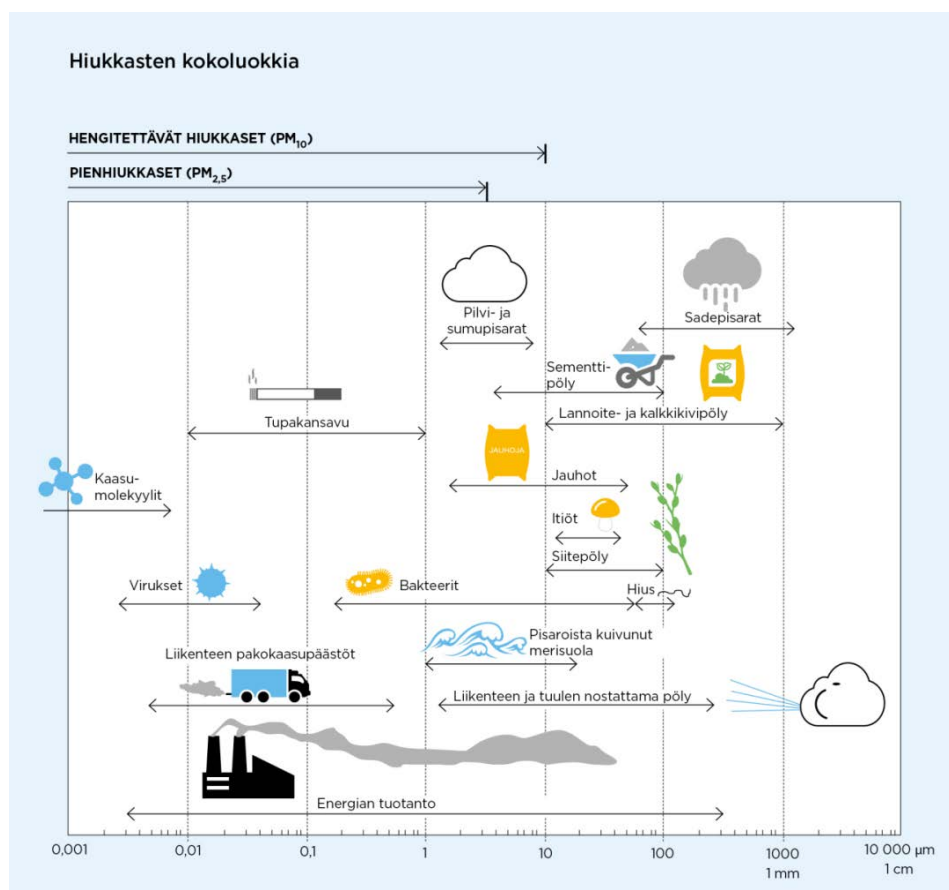 Hiukkasten kokoluokkia
HENGITETTÄVÄT HIUKKASET (PM10)
PIENHIUKKASET (PM2,5)
Pilvi- ja
sumupisarat
Sadepisarat
Sementti-
pöly
Lannoite- ja kalkkikivipöly
Tupakansavu
JAUHOJA
Jauhot
Kaasu-
molekyylit
Itiöt
Siitepöly
Virukset
Bakteerit
Hius
Pisaroista kuivunut
merisuola
Liikenteen pakokaasupäästöt
Liikenteen ja tuulen nostattama pöly
Energian tuotanto
0,001 0,01 0,1 1 10 100 1000 10 000 µm
1 mm 1 cm